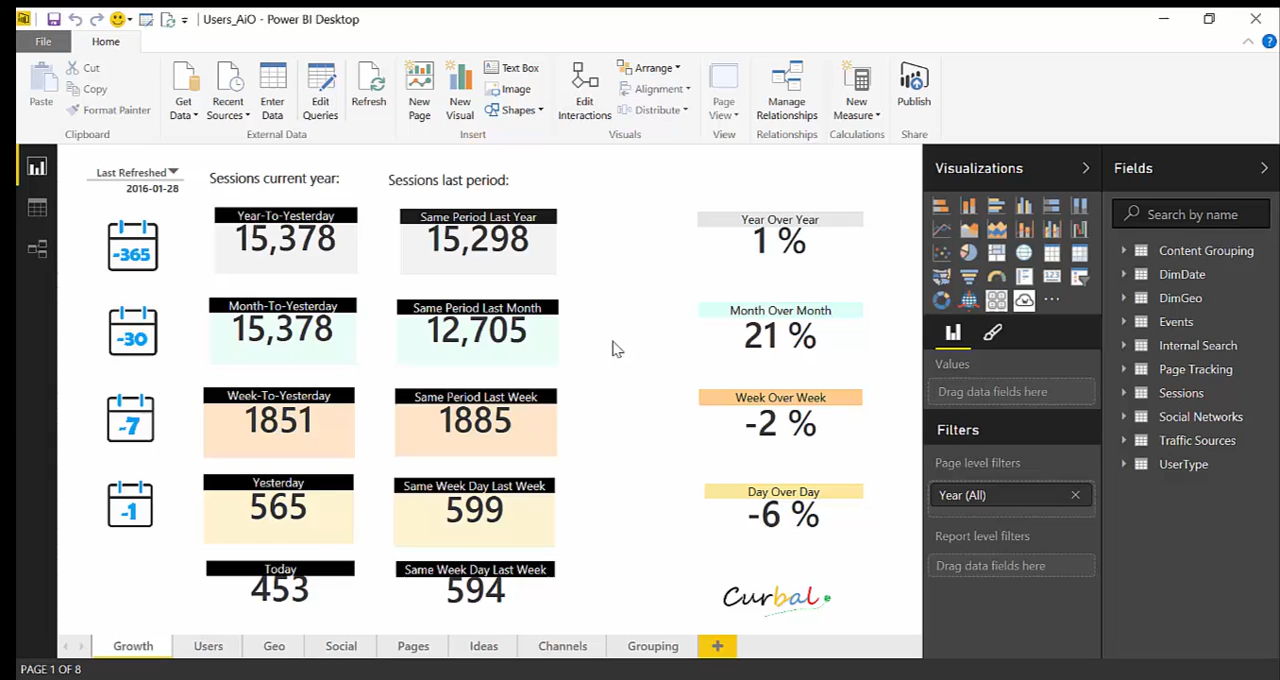 Users_AiO - Power BI Desktop
File
Home
Cut
Copy
Format Painter
Paste
Clipboard
Get Data
Recent Sources
Enter Data
Edit Queries
Refresh
External Data
New Page
New Visual
Text Box
Image
Shapes
Insert
Edit Interactions
Arrange
Alignment
Distribute
Visuals
Page View
View
Manage Relationships
Relationships
New Measure
Calculations
Publish
Share
Last Refreshed
2016-01-28
Sessions current year:
Sessions last period:
-365
Year-To-Yesterday
15,378
Same Period Last Year
15,298
Year Over Year
1 %
-30
Month-To-Yesterday
15,378
Same Period Last Month
12,705
Month Over Month
21 %
-7
Week-To-Yesterday
1851
Same Period Last Week
1885
Week Over Week
-2 %
-1
Yesterday
565
Same Week Day Last Week
599
Day Over Day
-6 %
Today
453
Same Week Day Last Week
594
Curbal
Visualizations
Values
Drag data fields here
Filters
Page level filters
Year (All)
Report level filters
Drag data fields here
Fields
Search by name
Content Grouping
DimDate
DimGeo
Events
Internal Search
Page Tracking
Sessions
Social Networks
Traffic Sources
UserType
Growth
Users
Geo
Social
Pages
Ideas
Channels
Grouping
PAGE 1 OF 8